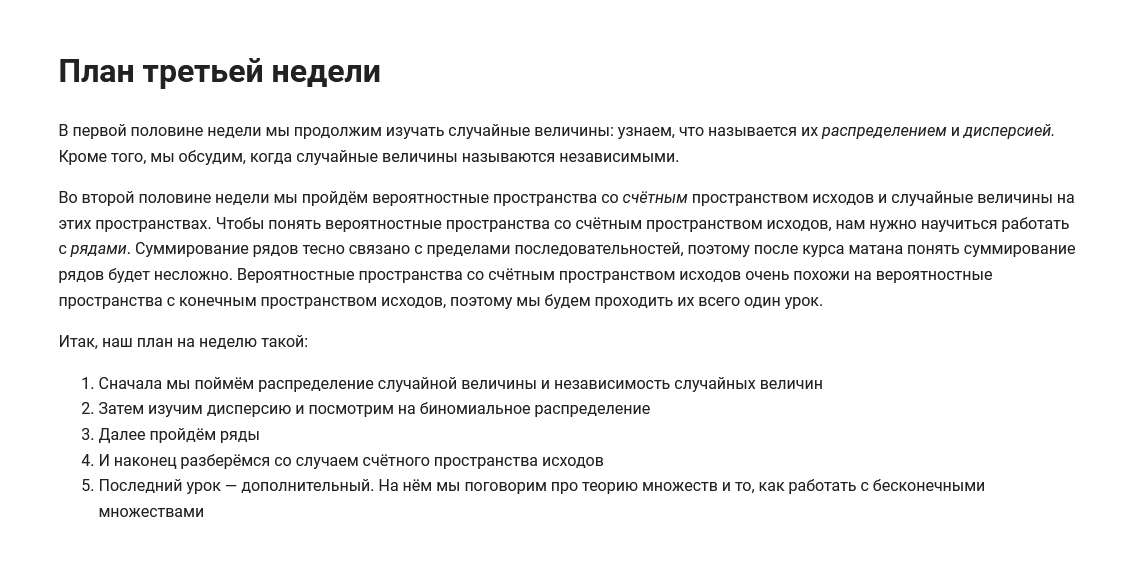 План третьей недели
В первой половине недели мы продолжим изучать случайные величины: узнаем, что называется их распределением и дисперсией.
Кроме того, мы обсудим, когда случайные величины называются независимыми.
Во второй половине недели мы пройдём вероятностные пространства со счётным пространством исходов и случайные величины на
этих пространствах. Чтобы понять вероятностные пространства со счётным пространством исходов, нам нужно научиться работать
с рядами. Суммирование рядов тесно связано с пределами последовательностей, поэтому после курса матана понять суммирование
рядов будет несложно. Вероятностные пространства со счётным пространством исходов очень похожи на вероятностные
пространства с конечным пространством исходов, поэтому мы будем проходить их всего один урок.
Итак, наш план на неделю такой:
1. Сначала мы поймём распределение случайной величины и независимость случайных величин
2. Затем изучим дисперсию и посмотрим на биномиальное распределение
3. Далее пройдём ряды
4. И наконец разберёмся со случаем счётного пространства исходов
5. Последний урок — дополнительный. На нём мы поговорим про теорию множеств и то, как работать с бесконечными
множествами